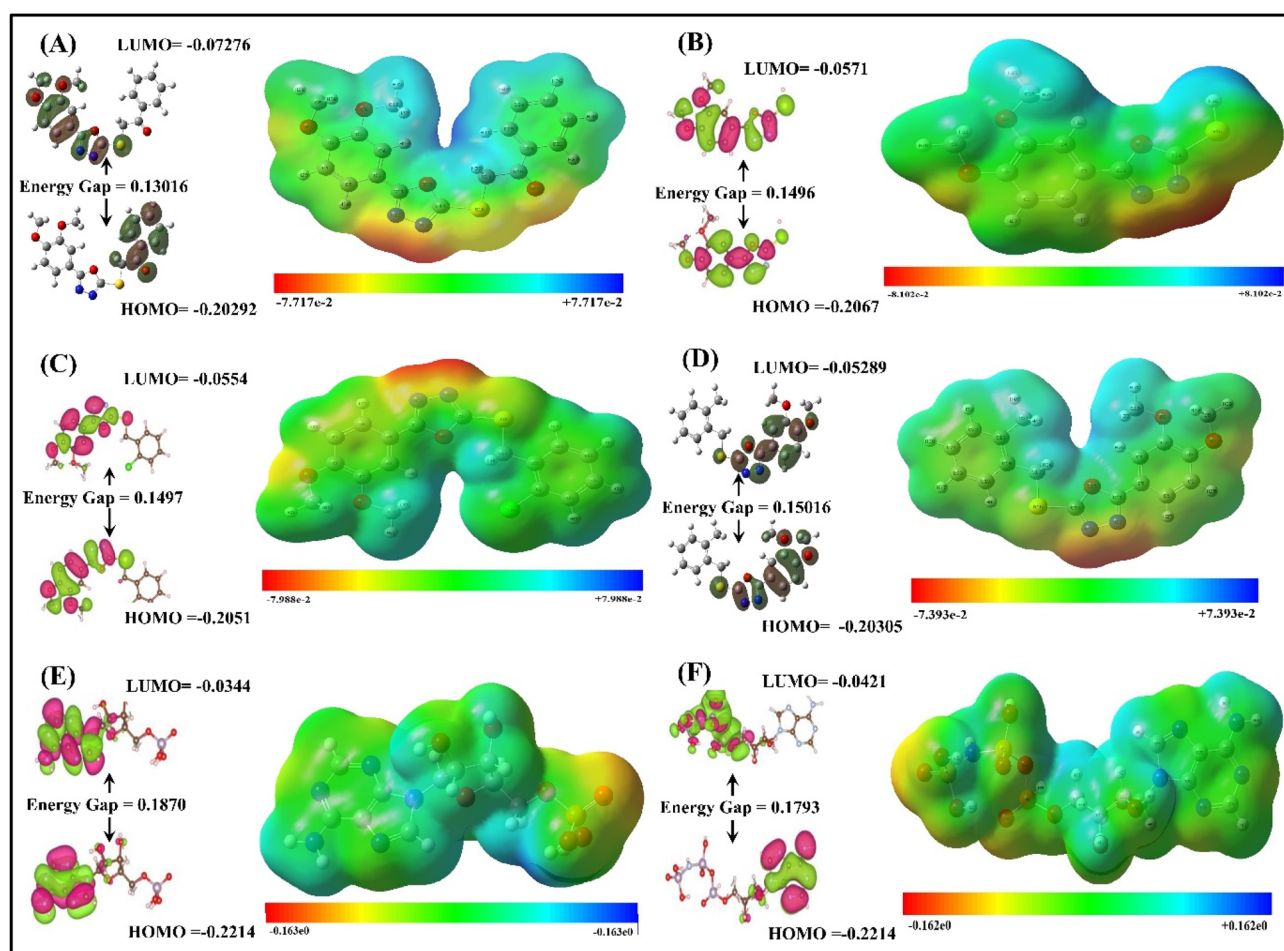 (A)
LUMO= -0.07276
Energy Gap = 0.13016
HOMO= -0.20292
-7.717e-2
+7.717e-2
(B)
LUMO= -0.0571
Energy Gap = 0.1496
HOMO= -0.2067
-8.102e-2
+8.102e-2
(C)
LUMO= -0.0554
Energy Gap = 0.1497
HOMO= -0.2051
-7.988e-2
+7.988e-2
(D)
LUMO= -0.05289
Energy Gap = 0.15016
HOMO= -0.20305
-7.393e-2
+7.393e-2
(E)
LUMO= -0.0344
Energy Gap = 0.1870
HOMO= -0.2214
-0.163e0
-0.163e0
(F)
LUMO= -0.0421
Energy Gap = 0.1793
HOMO= -0.2214
-0.162e0
+0.162e0